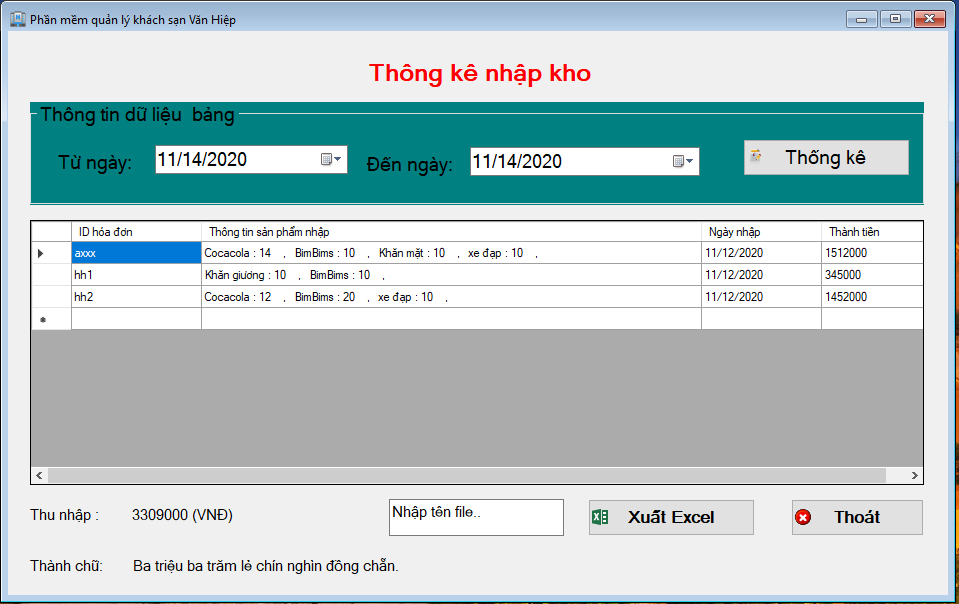 Phần mềm quản lý khách sạn Văn Hiệp
Thông kê nhập kho
Thông tin dữ liệu bảng
Từ ngày: 11/14/2020 Đến ngày: 11/14/2020 Thống kê
ID hóa đơn Thông tin sản phẩm nhập Ngày nhập Thành tiền
axxx Cocacola : 14 , BimBims : 10 , Khăn mặt : 10 , xe đạp : 10 , 11/12/2020 1512000
hh1 Khăn giương : 10 , BimBims : 10 , 11/12/2020 345000
hh2 Cocacola : 12 , BimBims : 20 , xe đạp : 10 , 11/12/2020 1452000
Thu nhập : 3309000 (VNĐ) Nhập tên file.. Xuất Excel Thoát
Thành chữ: Ba triệu ba trăm lẻ chín nghìn đồng chẵn.